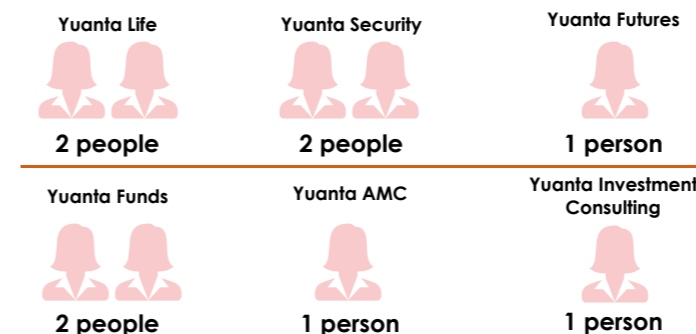 Yuanta Life
Yuanta Security
Yuanta Futures
2 people
2 people
1 person
Yuanta Funds
Yuanta AMC
Yuanta Investment
Consulting
2 people
1 person
1 person